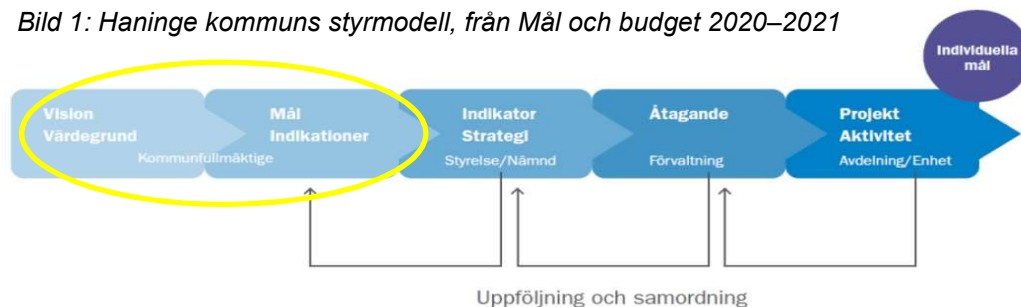 Bild 1: Haninge kommuns styrmodell, från Mål och budget 2020–2021
Individuella
mål
Vision
Värdegrund
Mål
Indikationer
Kommunfullmäktige
Indikator
Strategi
Styrelse/Nämnd
Åtagande
Förvaltning
Projekt
Aktivitet
Avdelning/Enhet
Uppföljning och samordning